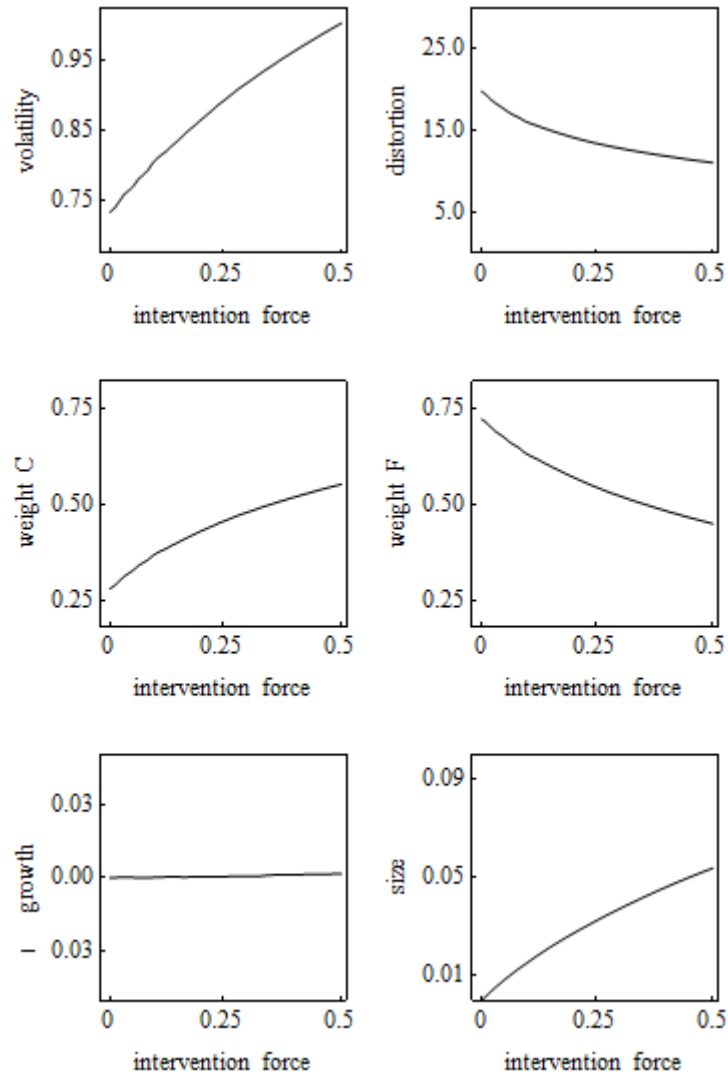 0.95
0.85
0.75
volatility
0 0.25 0.5
intervention force
25.0
15.0
5.0
distortion
0 0.25 0.5
intervention force
0.75
0.50
0.25
weight C
0 0.25 0.5
intervention force
0.75
0.50
0.25
weight F
0 0.25 0.5
intervention force
0.03
0.00
– 0.03
growth
0 0.25 0.5
intervention force
0.09
0.05
0.01
size
0 0.25 0.5
intervention force